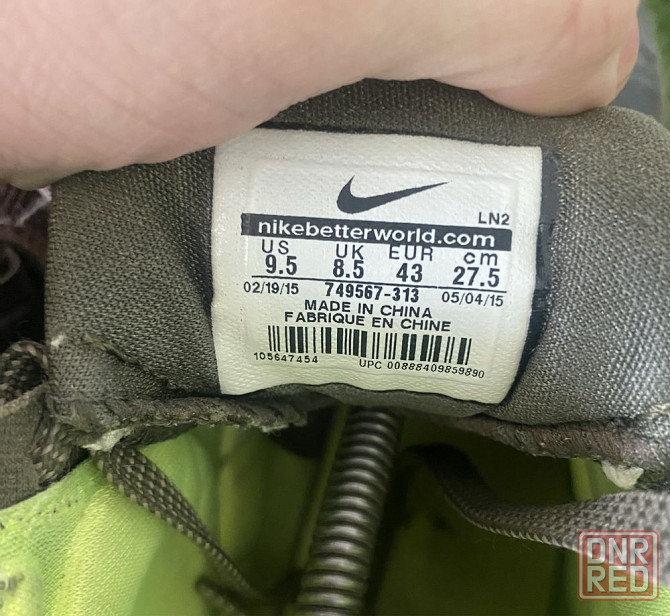 LN2
nikebetterworld.com
US UK EUR cm
9.5 8.5 43 27.5
02/19/15 749567-313 05/04/15
MADE IN CHINA
FABRIQUE EN CHINE
105647454 UPC 00888409859890
DNR
RED